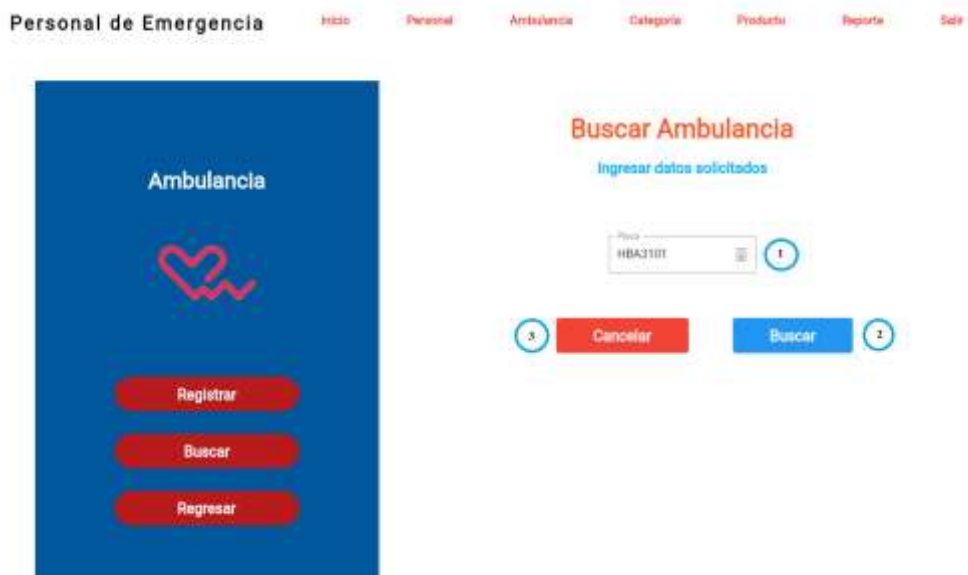 Personal de Emergencia
Inicio Personal Ambulancia Categoría Producto Reporte Salir
Ambulancia
Registrar
Buscar
Regresar
Buscar Ambulancia
Ingresar datos solicitados
Placa
HBA3101
1
3
Cancelar
Buscar
2